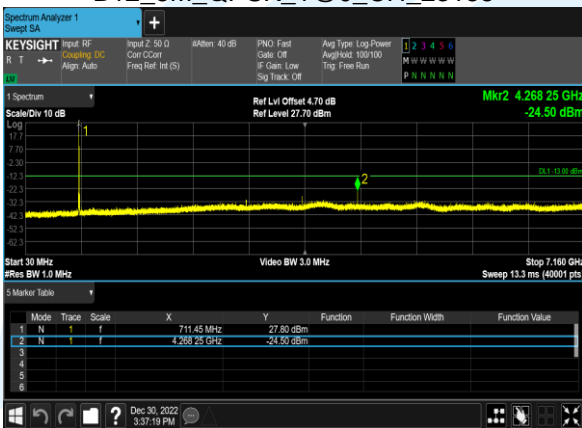 Spectrum Analyzer 1
Swept SA
+
KEYSIGHT
R T
LV
Input: RF
Coupling: DC
Align: Auto
Input Z: 50 Ω
Corr CCorr
Freq Ref: Int (S)
#Atten: 40 dB
PNO: Fast
Gate: Off
IF Gain: Low
Sig Track: Off
Avg Type: Log-Power
Avg|Hold: 100/100
Trig: Free Run
1 2 3 4 5 6
M W W W W W
P N N N N N
1 Spectrum
Scale/Div 10 dB
Ref Lvl Offset 4.70 dB
Ref Level 27.70 dBm
Mkr2 4.268 25 GHz
-24.50 dBm
Log
17.7
7.70
-2.30
-12.3
-22.3
-32.3
-42.3
-52.3
-62.3
1
2
DL1 -13.00 dBm
Start 30 MHz
#Res BW 1.0 MHz
Video BW 3.0 MHz
Stop 7.160 GHz
Sweep 13.3 ms (40001 pts)
5 Marker Table
Mode Trace Scale X Y Function Function Width Function Value
1 N 1 f 711.45 MHz 27.80 dBm
2 N 1 f 4.268 25 GHz -24.50 dBm
3
4
5
6
?
Dec 30, 2022
3:37:19 PM